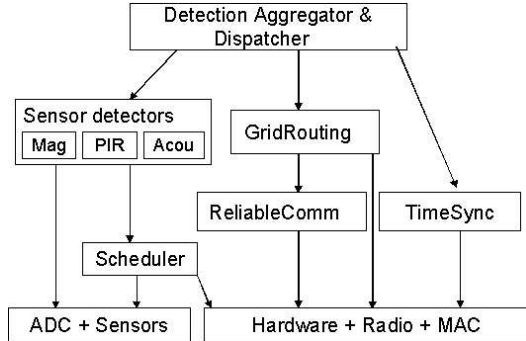 Detection Aggregator &
Dispatcher
Sensor detectors
Mag PIR Acou
GridRouting
ReliableComm
TimeSync
Scheduler
ADC + Sensors
Hardware + Radio + MAC